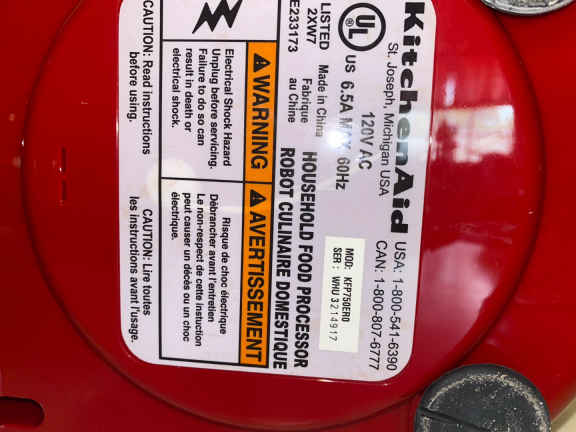 KitchenAid
St. Joseph, Michigan USA
USA: 1-800-541-6390
CAN: 1-800-807-6777
UL
US
LISTED
2XW7
E233173
120V AC
6.5A MAX 60Hz
Made in China
Fabriqué
au Chine
MOD: KFP750ER0
SER: WHU3214917
HOUSEHOLD FOOD PROCESSOR
ROBOT CULINAIRE DOMESTIQUE
WARNING
Electrical Shock Hazard
Unplug before servicing.
Failure to do so can
result in death or
electrical shock.
AVERTISSEMENT
Risque de choc électrique
Débrancher avant l'entretien
Le non-respect de cette instuction
peut causer un décès ou un choc
électrique.
CAUTION: Read instructions
before using.
CAUTION: Lire toutes
les instructions avant l'usage.